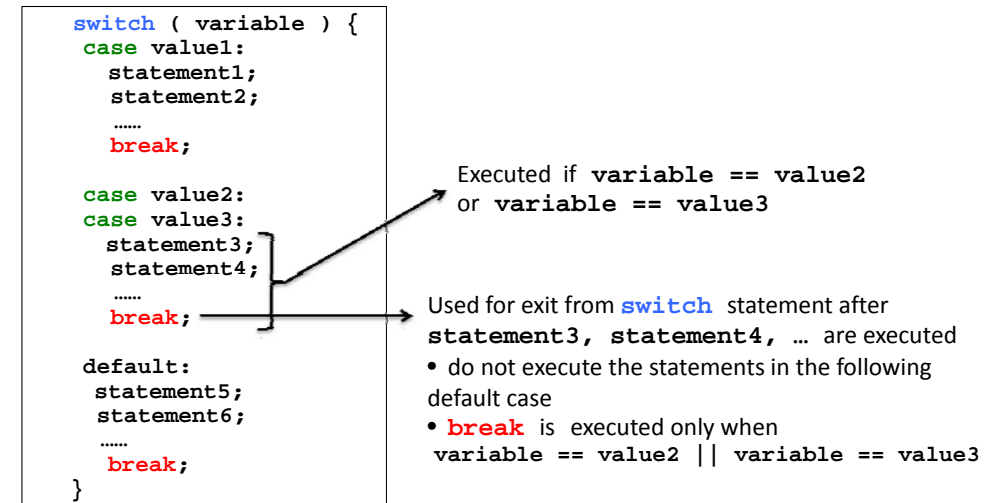 switch ( variable ) {
case value1:
statement1;
statement2;
……
break;
case value2:
case value3:
statement3;
statement4;
……
break;
default:
statement5;
statement6;
……
break;
}
Executed if variable == value2
or variable == value3
Used for exit from switch statement after
statement3, statement4, … are executed
• do not execute the statements in the following
default case
• break is executed only when
variable == value2 || variable == value3